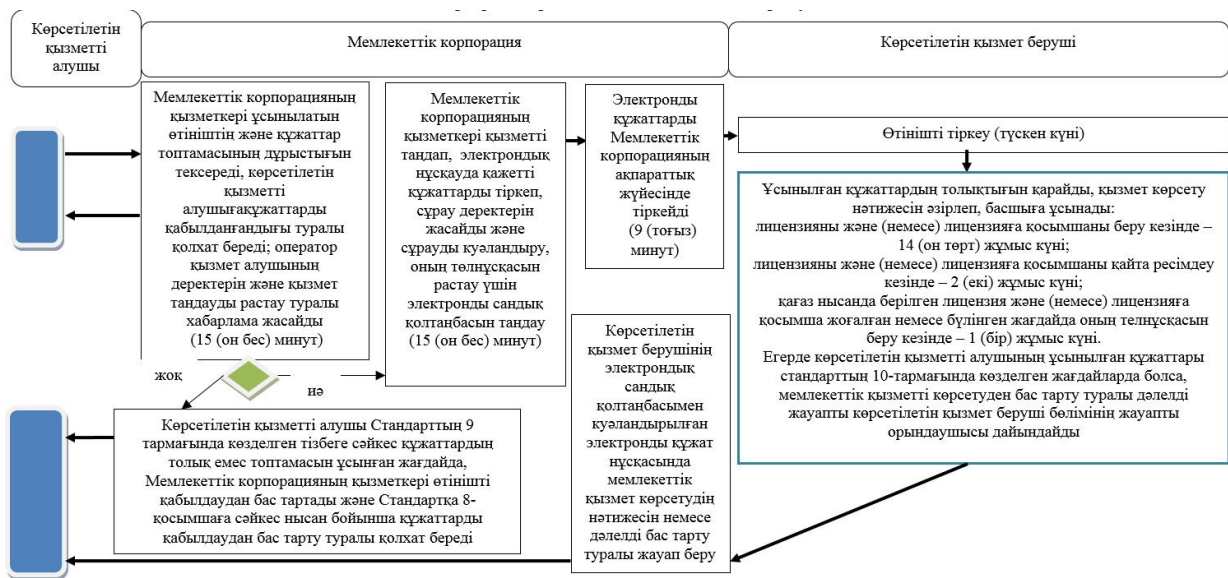 Көрсетілетін
қызметті
алушы
Мемлекеттік корпорация
Көрсетілетін қызмет беруші
Мемлекеттік корпорацияның
қызметкері ұсынылатын
өтініштің және құжаттар
топтамасының дұрыстығын
тексереді, көрсетілетін
қызметті
алушығақұжаттарды
қабылданғандығы туралы
қолхат береді; оператор
қызмет алушының
деректерін және қызмет
таңдауды растау туралы
хабарлама жасайды
(15 (он бес) минут)
Мемлекеттік
корпорацияның
қызметкері қызметті
таңдап, электрондық
нұсқауда қажетті
құжаттарды тіркеп,
сұрау деректерін
жасайды және
сұрауды куәландыру,
оның төлнұсқасын
растау үшін
электронды сандық
қолтаңбасын таңдау
(15 (он бес) минут)
Электронды
құжаттарды
Мемлекеттік
корпорацияның
ақпараттық
жүйесінде
тіркейді
(9 (тоғыз)
минут)
Өтінішті тіркеу (түскен күні)
Ұсынылған құжаттардың толықтығын қарайды, қызмет көрсету
нәтижесін әзірлеп, басшыға ұсынады:
лицензияны және (немесе) лицензияға қосымшаны беру кезінде –
14 (он төрт) жұмыс күні;
лицензияны және (немесе) лицензияға қосымшаны қайта ресімдеу
кезінде – 2 (екі) жұмыс күні;
қағаз нысанда берілген лицензия және (немесе) лицензияға
қосымша жоғалған немесе бүлінген жағдайда оның телнұсқасын
беру кезінде – 1 (бір) жұмыс күні.
Егерде көрсетілетін қызметті алушының ұсынылған құжаттары
стандарттың 10-тармағында көзделген жағдайларда болса,
мемлекеттік қызметті көрсетуден бас тарту туралы дәлелді
жауапты көрсетілетін қызмет беруші бөлімінің жауапты
орындаушысы дайындайды
жоқ
иә
Көрсетілетін қызметті алушы Стандарттың 9
тармағында көзделген тізбеге сәйкес құжаттардың
толық емес топтамасын ұсынған жағдайда,
Мемлекеттік корпорацияның қызметкері өтінішті
қабылдаудан бас тартады және Стандартқа 8-
қосымшаға сәйкес нысан бойынша құжаттарды
қабылдаудан бас тарту туралы қолхат береді
Көрсетілетін
қызмет берушінің
электрондық
сандық
қолтаңбасымен
куәландырылған
электронды құжат
нұсқасында
мемлекеттік
қызмет көрсетудің
нәтижесін немесе
дәлелді бас тарту
туралы жауап беру